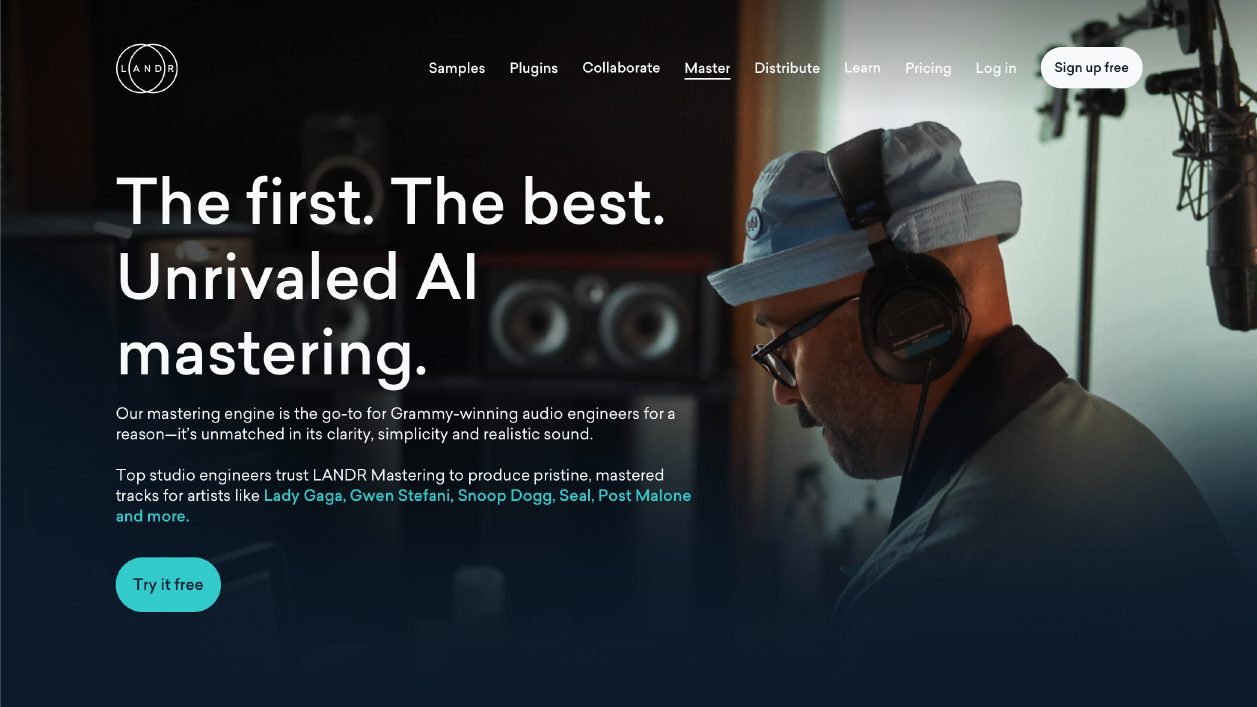 LANDR
Samples Plugins Collaborate Master Distribute Learn Pricing Log in Sign up free
The first. The best.
Unrivaled AI
mastering.
Our mastering engine is the go-to for Grammy-winning audio engineers for a
reason—it's unmatched in its clarity, simplicity and realistic sound.
Top studio engineers trust LANDR Mastering to produce pristine, mastered
tracks for artists like Lady Gaga, Gwen Stefani, Snoop Dogg, Seal, Post Malone
and more.
Try it free